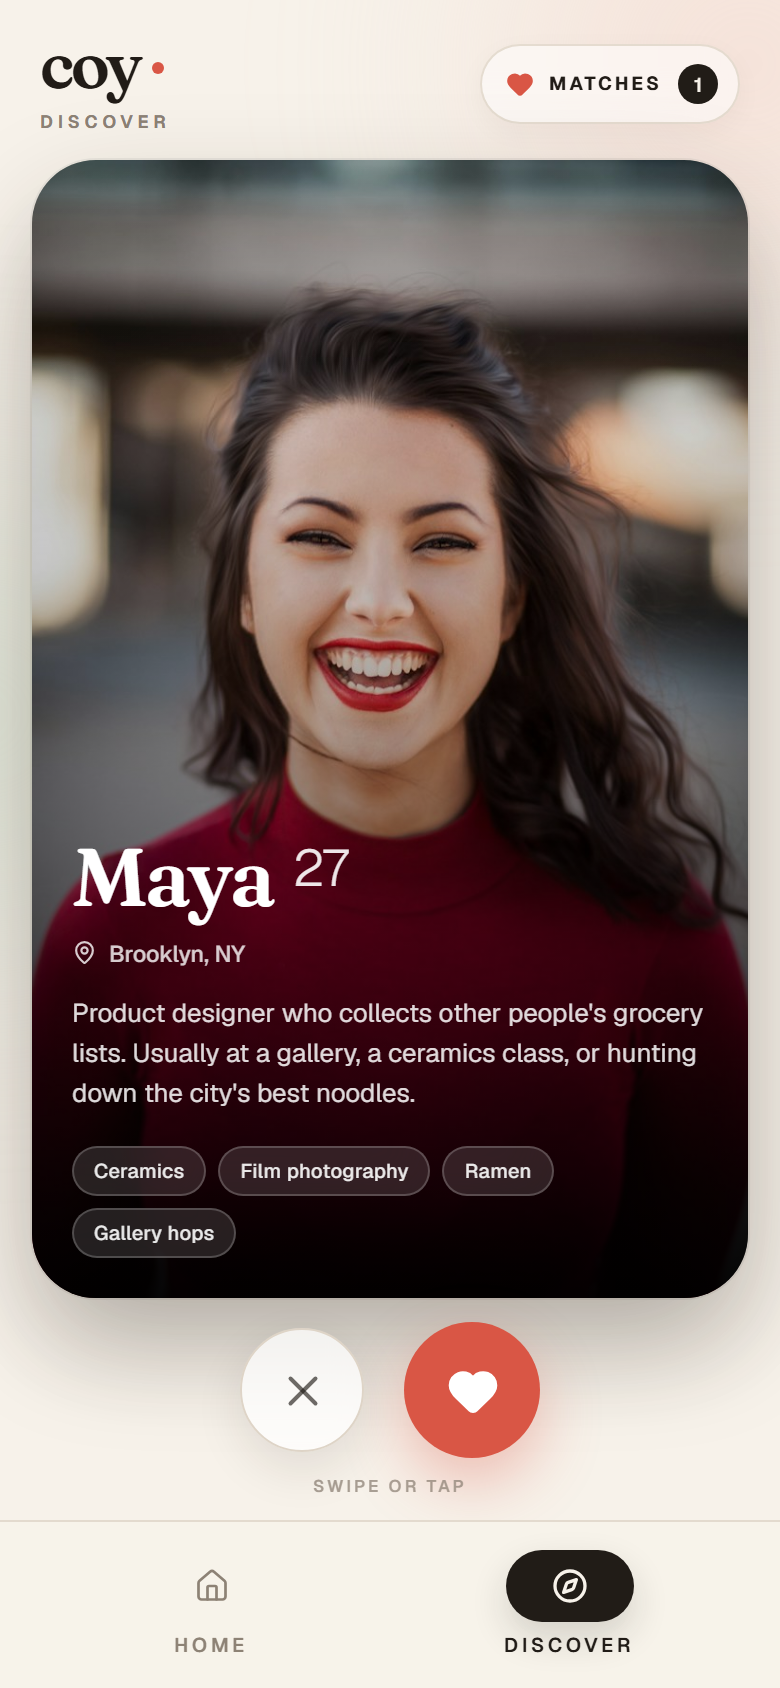 coy
DISCOVER
MATCHES 1
Maya 27
Brooklyn, NY
Product designer who collects other people's grocery
lists. Usually at a gallery, a ceramics class, or hunting
down the city's best noodles.
Ceramics Film photography Ramen
Gallery hops
SWIPE OR TAP
HOME DISCOVER